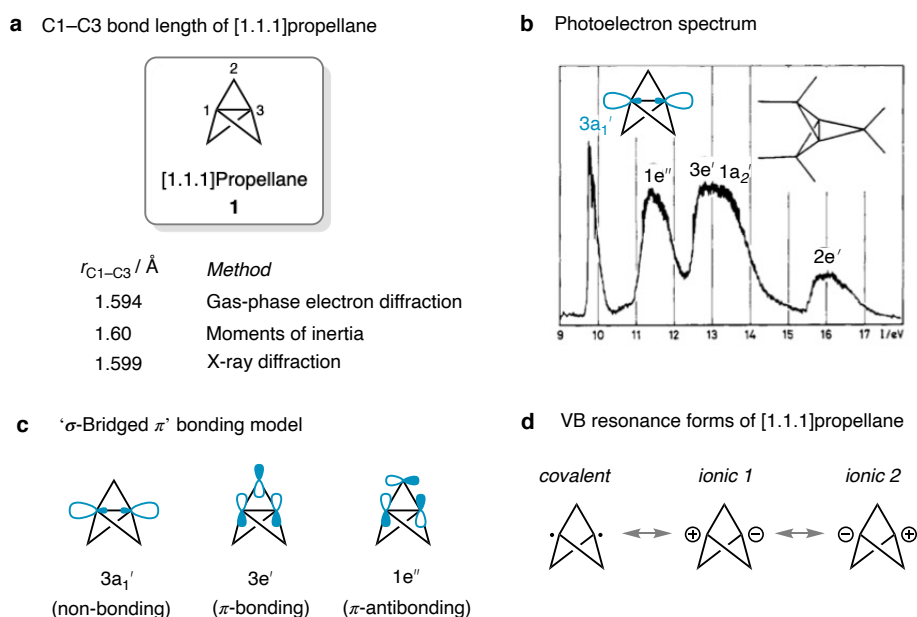 a C1–C3 bond length of [1.1.1]propellane
2
1 3
[1.1.1]Propellane
1
r_C1–C3 / Å Method
1.594 Gas-phase electron diffraction
1.60 Moments of inertia
1.599 X-ray diffraction
b Photoelectron spectrum
3a₁′
1e″
3e′ 1a₂′
2e′
9 10 11 12 13 14 15 16 17 I/eV
c ‘σ-Bridged π’ bonding model
3a₁′ 3e′ 1e″
(non-bonding) (π-bonding) (π-antibonding)
d VB resonance forms of [1.1.1]propellane
covalent ionic 1 ionic 2
· · ⊕ ⊖ ⊖ ⊕